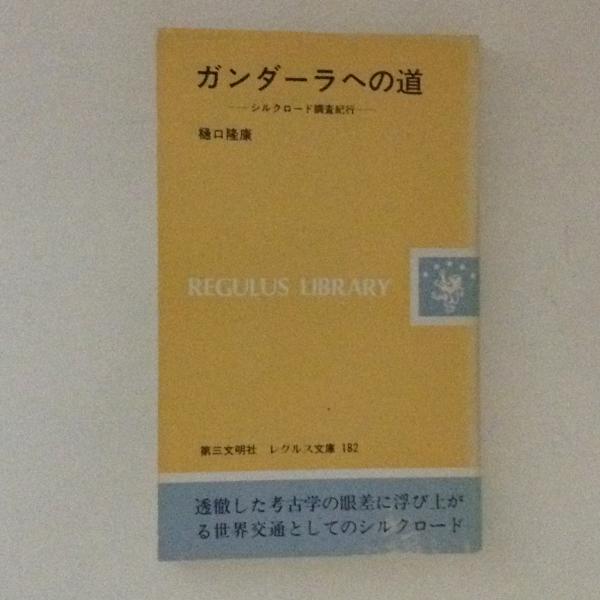 ガンダーラへの道
──シルクロード調査紀行──
樋口隆康
REGULUS LIBRARY
第三文明社 レグルス文庫 182
透徹した考古学の眼差に浮び上が
る世界交通としてのシルクロード